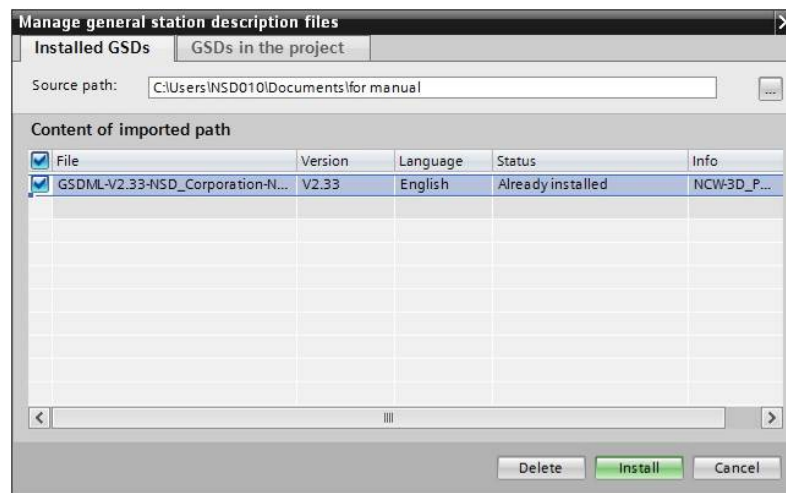 Manage general station description files
Installed GSDs GSDs in the project
Source path: C:\Users\NSD010\Documents\for manual ...
Content of imported path
File Version Language Status Info
GSDML-V2.33-NSD_Corporation-N... V2.33 English Already installed NCW-3D_P...
Delete Install Cancel